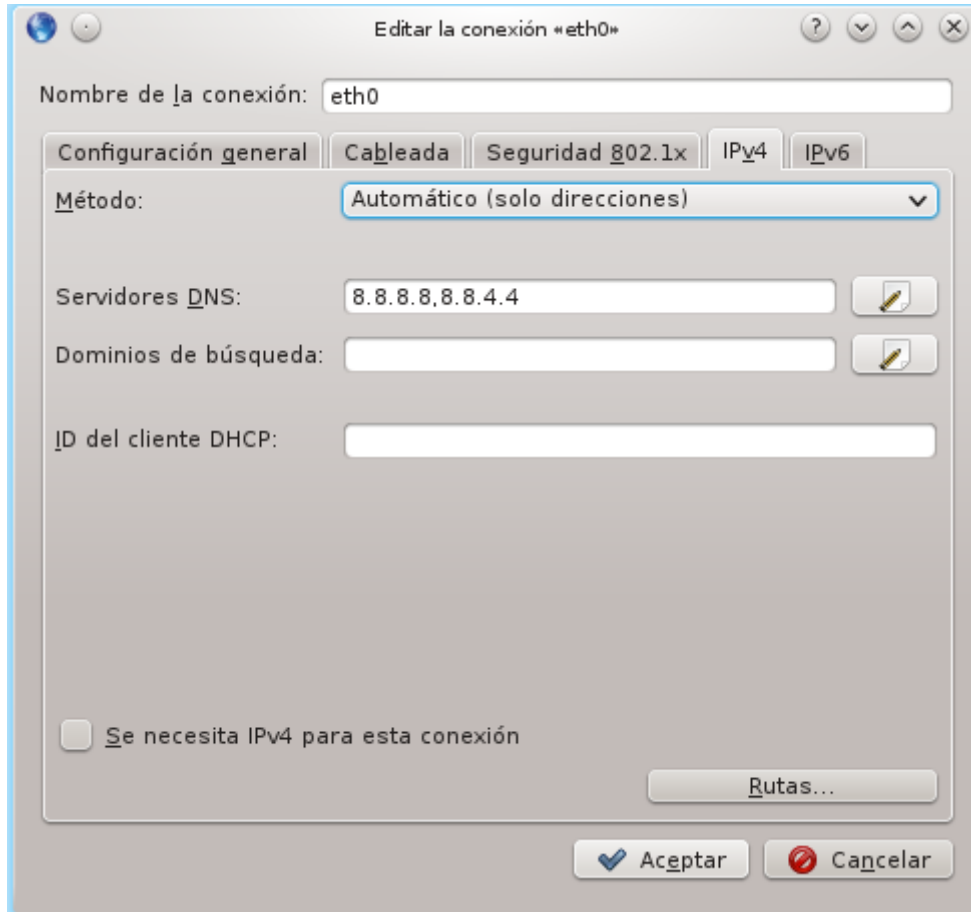 Editar la conexión «eth0»
Nombre de la conexión: eth0
Configuración general Cableada Seguridad 802.1x IPv4 IPv6
Método: Automático (solo direcciones)
Servidores DNS: 8.8.8.8,8.8.4.4
Dominios de búsqueda:
ID del cliente DHCP:
Se necesita IPv4 para esta conexión
Rutas...
Aceptar Cancelar